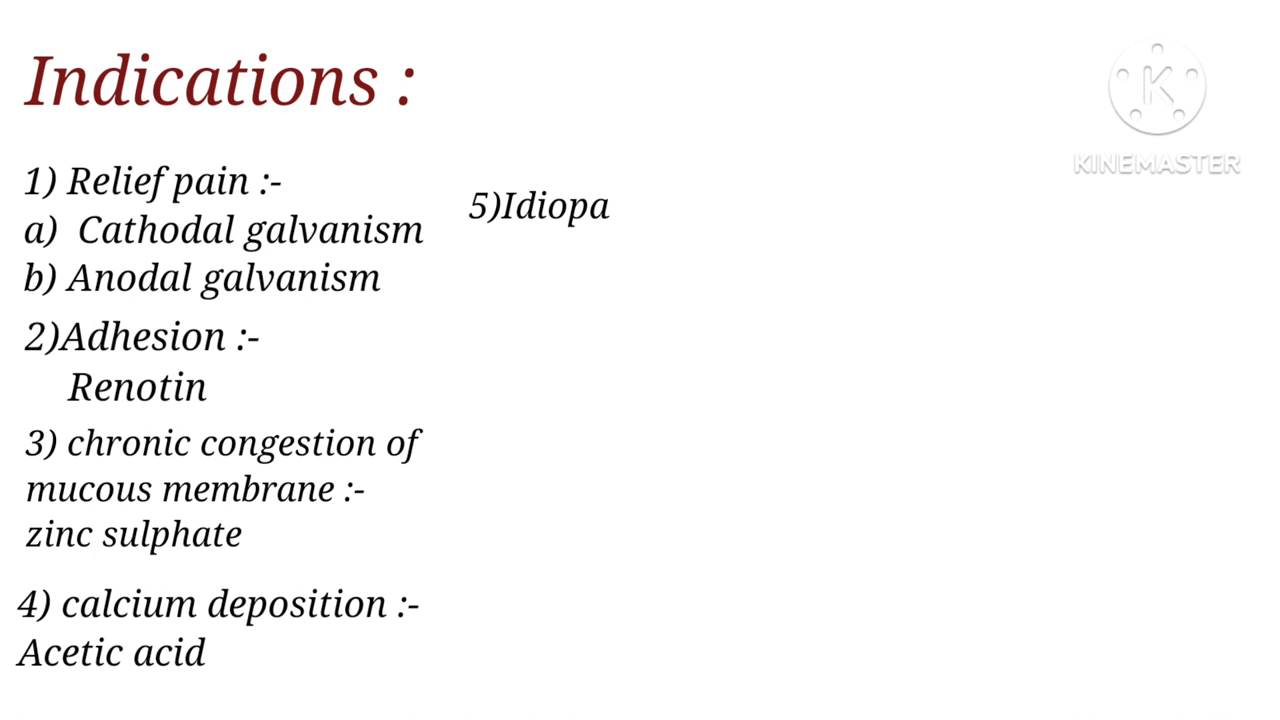 Indications :
1) Relief pain :-
a) Cathodal galvanism
b) Anodal galvanism
2)Adhesion :-
Renotin
3) chronic congestion of
mucous membrane :-
zinc sulphate
4) calcium deposition :-
Acetic acid
5)Idiopa
K
KINEMASTER